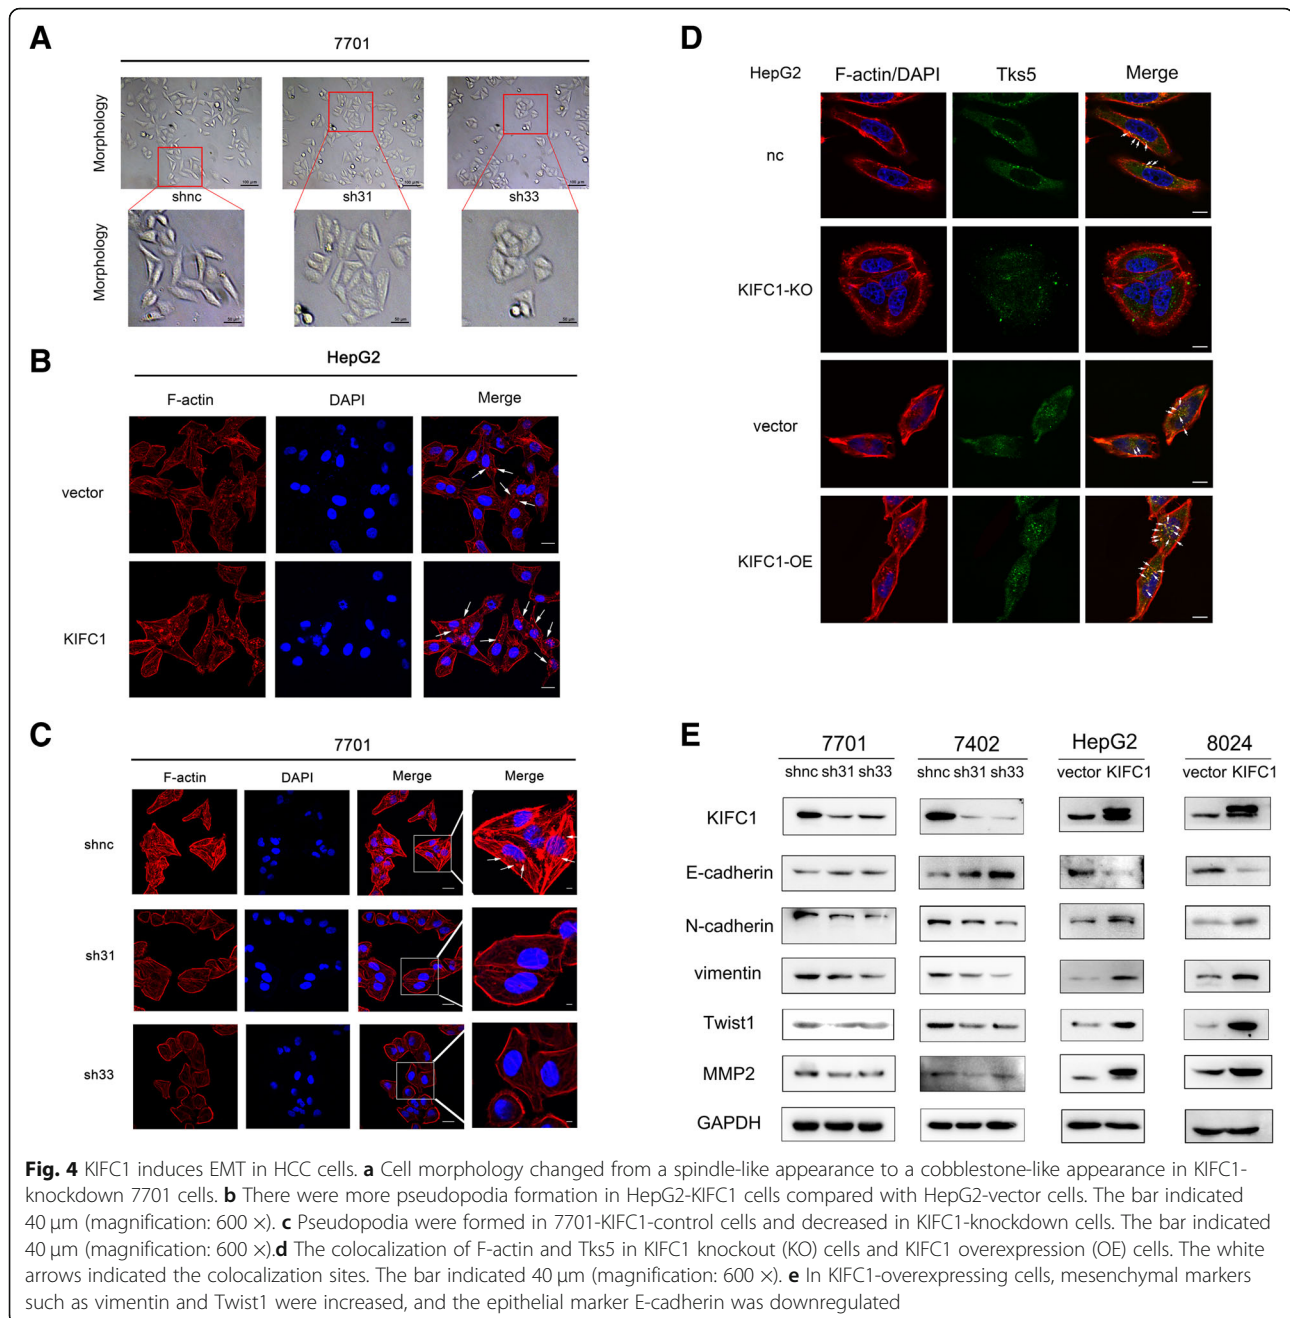 A
7701
Morphology
100 μm
100 μm
100 μm
shnc
sh31
sh33
Morphology
B
HepG2
F-actin
DAPI
Merge
vector
KIFC1
C
7701
F-actin
DAPI
Merge
Merge
shnc
sh31
sh33
D
HepG2
F-actin/DAPI
Tks5
Merge
nc
KIFC1-KO
vector
KIFC1-OE
E
7701
7402
HepG2
8024
shnc sh31 sh33
shnc sh31 sh33
vector KIFC1
vector KIFC1
KIFC1
E-cadherin
N-cadherin
vimentin
Twist1
MMP2
GAPDH
Fig. 4 KIFC1 induces EMT in HCC cells. a Cell morphology changed from a spindle-like appearance to a cobblestone-like appearance in KIFC1-
knockdown 7701 cells. b There were more pseudopodia formation in HepG2-KIFC1 cells compared with HepG2-vector cells. The bar indicated
40 μm (magnification: 600 ×). c Pseudopodia were formed in 7701-KIFC1-control cells and decreased in KIFC1-knockdown cells. The bar indicated
40 μm (magnification: 600 ×).d The colocalization of F-actin and Tks5 in KIFC1 knockout (KO) cells and KIFC1 overexpression (OE) cells. The white
arrows indicated the colocalization sites. The bar indicated 40 μm (magnification: 600 ×). e In KIFC1-overexpressing cells, mesenchymal markers
such as vimentin and Twist1 were increased, and the epithelial marker E-cadherin was downregulated